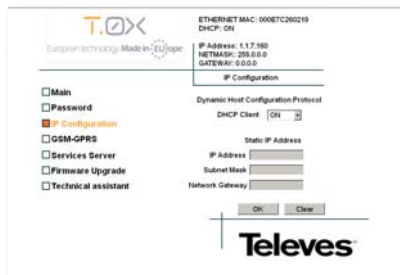 T.OX
European technology Made in Europe
ETHERNET MAC: 000E7C260219
DHCP: ON
IP Address: 1.1.7.160
NETMASK: 255.0.0.0
GATEWAY: 0.0.0.0
IP Configuration
Main
Password
IP Configuration
GSM-GPRS
Services Server
Firmware Upgrade
Technical assistant
Dynamic Host Configuration Protocol
DHCP Client ON
Static IP Address
IP Address
Subnet Mask
Network Gateway
OK Clear
Televes